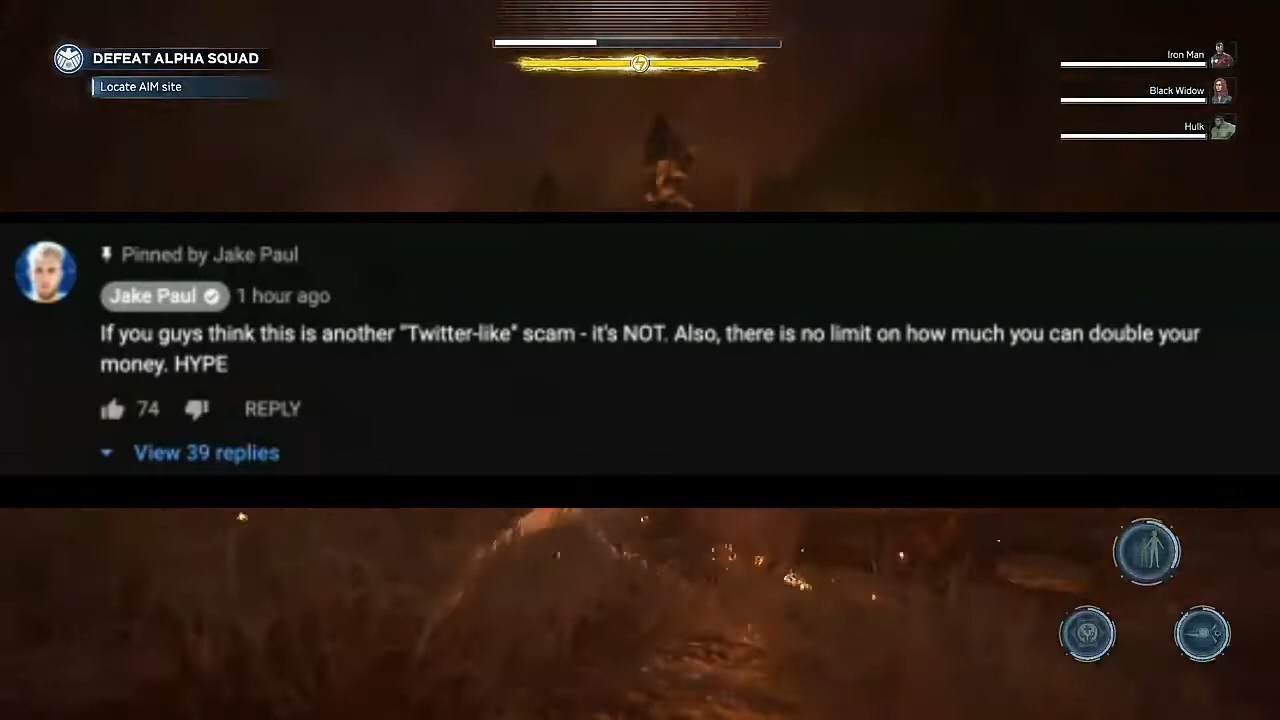 DEFEAT ALPHA SQUAD
Locate AIM site
Iron Man
Black Widow
Hulk
Pinned by Jake Paul
Jake Paul 1 hour ago
If you guys think this is another "Twitter-like" scam - it's NOT. Also, there is no limit on how much you can double your
money. HYPE
74 REPLY
View 39 replies